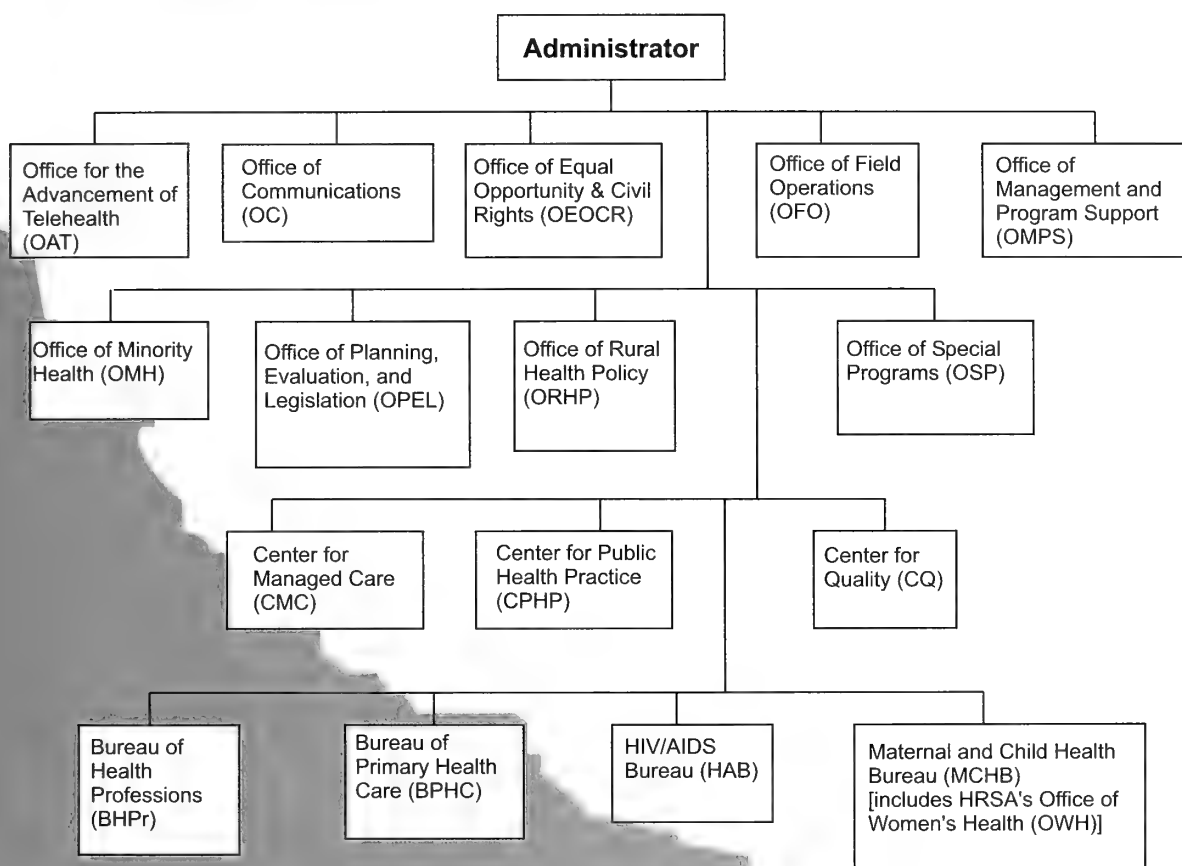 Administrator
Office for the
Advancement of
Telehealth
(OAT)
Office of
Communications
(OC)
Office of Equal
Opportunity & Civil
Rights (OEOCR)
Office of Field
Operations
(OFO)
Office of
Management and
Program Support
(OMPS)
Office of Minority
Health (OMH)
Office of Planning,
Evaluation, and
Legislation (OPEL)
Office of Rural
Health Policy
(ORHP)
Office of Special
Programs (OSP)
Center for
Managed Care
(CMC)
Center for Public
Health Practice
(CPHP)
Center for
Quality (CQ)
Bureau of
Health
Professions
(BHPr)
Bureau of
Primary Health
Care (BPHC)
HIV/AIDS
Bureau (HAB)
Maternal and Child Health
Bureau (MCHB)
[includes HRSA's Office of
Women's Health (OWH)]